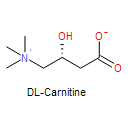 OH
O-
N+
O
DL-Carnitine